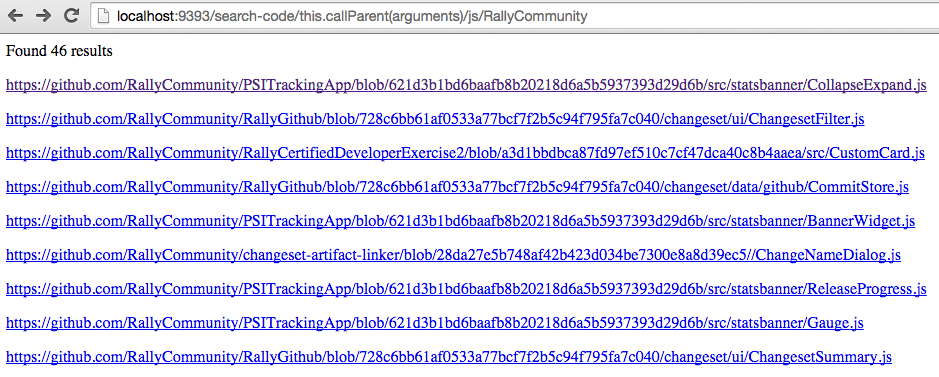 localhost:9393/search-code/this.callParent(arguments)/js/RallyCommunity
Found 46 results
https://github.com/RallyCommunity/PSITrackingApp/blob/621d3b1bd6baafb8b20218d6a5b5937393d29d6b/src/statsbanner/CollapseExpand.js
https://github.com/RallyCommunity/RallyGithub/blob/728c6bb61af0533a77bcf7f2b5c94f795fa7c040/changeset/ui/ChangesetFilter.js
https://github.com/RallyCommunity/RallyCertifiedDeveloperExercise2/blob/a3d1bbdbca87fd97ef510c7cf47dca40c8b4aaea/src/CustomCard.js
https://github.com/RallyCommunity/RallyGithub/blob/728c6bb61af0533a77bcf7f2b5c94f795fa7c040/changeset/data/github/CommitStore.js
https://github.com/RallyCommunity/PSITrackingApp/blob/621d3b1bd6baafb8b20218d6a5b5937393d29d6b/src/statsbanner/BannerWidget.js
https://github.com/RallyCommunity/changeset-artifact-linker/blob/28da27e5b748af42b423d034be7300e8a8d39ec5//ChangeNameDialog.js
https://github.com/RallyCommunity/PSITrackingApp/blob/621d3b1bd6baafb8b20218d6a5b5937393d29d6b/src/statsbanner/ReleaseProgress.js
https://github.com/RallyCommunity/PSITrackingApp/blob/621d3b1bd6baafb8b20218d6a5b5937393d29d6b/src/statsbanner/Gauge.js
https://github.com/RallyCommunity/RallyGithub/blob/728c6bb61af0533a77bcf7f2b5c94f795fa7c040/changeset/ui/ChangesetSummary.js